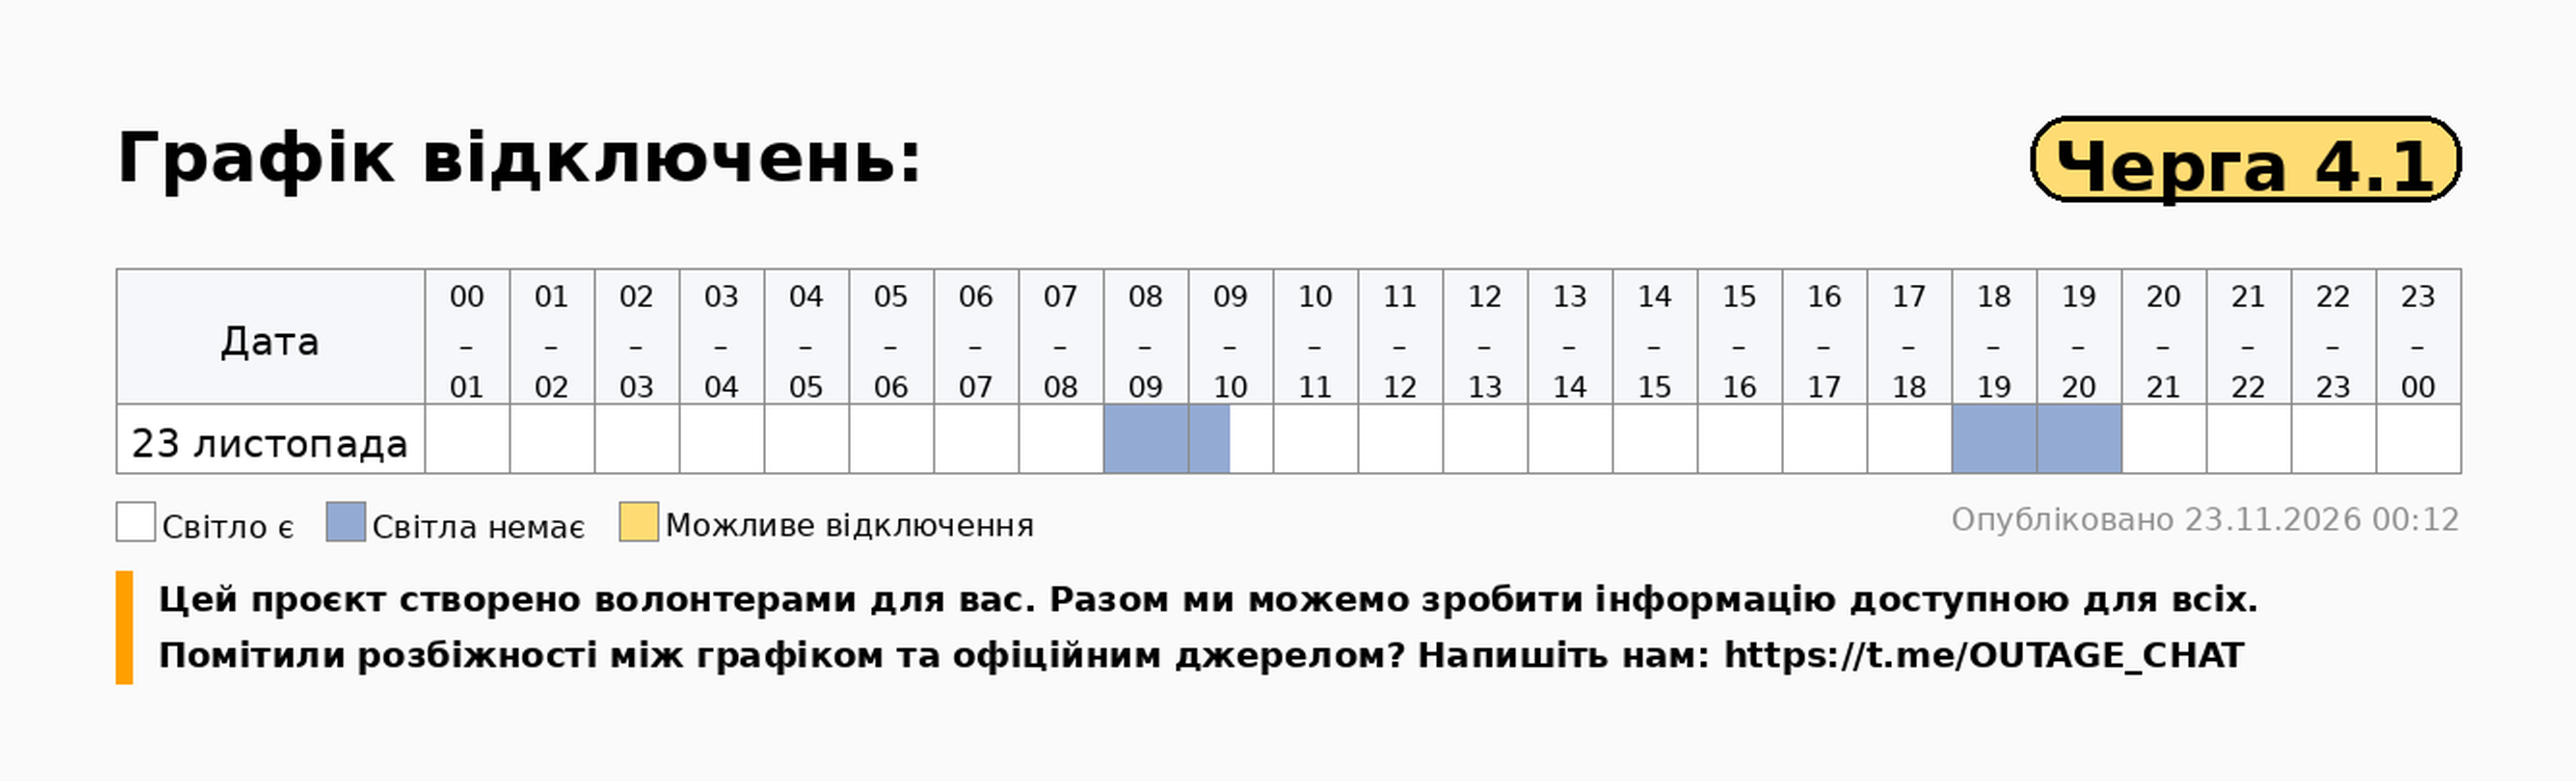 Графік відключень:
Черга 4.1
Дата
00 – 01
01 – 02
02 – 03
03 – 04
04 – 05
05 – 06
06 – 07
07 – 08
08 – 09
09 – 10
10 – 11
11 – 12
12 – 13
13 – 14
14 – 15
15 – 16
16 – 17
17 – 18
18 – 19
19 – 20
20 – 21
21 – 22
22 – 23
23 – 00
23 листопада
Світло є
Світла немає
Можливе відключення
Опубліковано 23.11.2026 00:12
Цей проєкт створено волонтерами для вас. Разом ми можемо зробити інформацію доступною для всіх.
Помітили розбіжності між графіком та офіційним джерелом? Напишіть нам: https://t.me/OUTAGE_CHAT